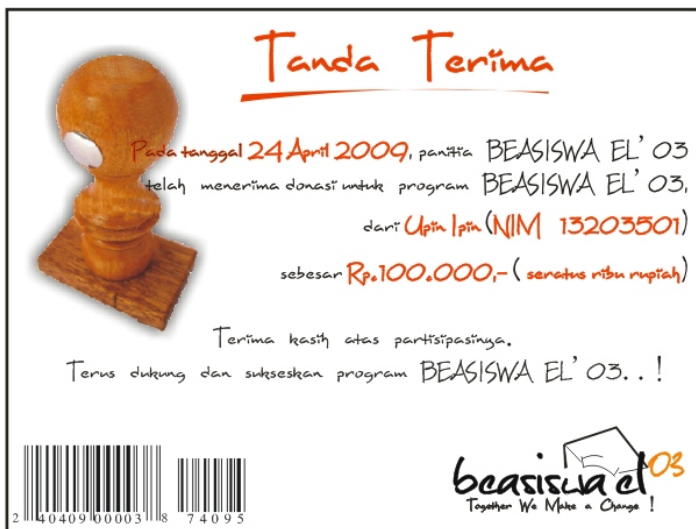 Tanda Terima
Pada tanggal 24 April 2009, panitia BEASISWA EL' 03
telah menerima donasi untuk program BEASISWA EL' 03,
dari Upin Ipin (NIM 13203501)
sebesar Rp.100.000,- ( seratus ribu rupiah)
Terima kasih atas partisipasinya.
Terus dukung dan sukseskan program BEASISWA EL' 03. . !
2 40409 00003 8 74095
beasiswa el 03
Together We Make a Change !